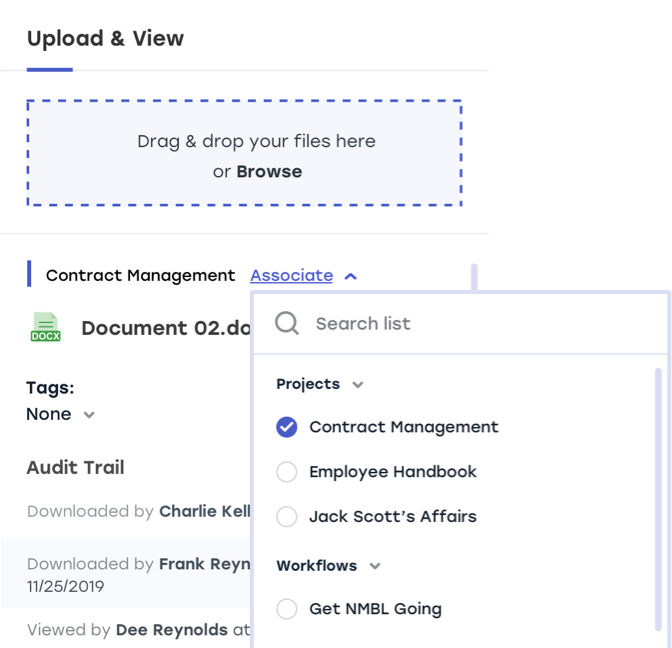 Upload & View
Drag & drop your files here
or Browse
Contract Management Associate
DOCX
Document 02.do
Search list
Projects
Contract Management
Employee Handbook
Jack Scott’s Affairs
Workflows
Get NMBL Going
Tags:
None
Audit Trail
Downloaded by Charlie Kell
Downloaded by Frank Reyn
11/25/2019
Viewed by Dee Reynolds at